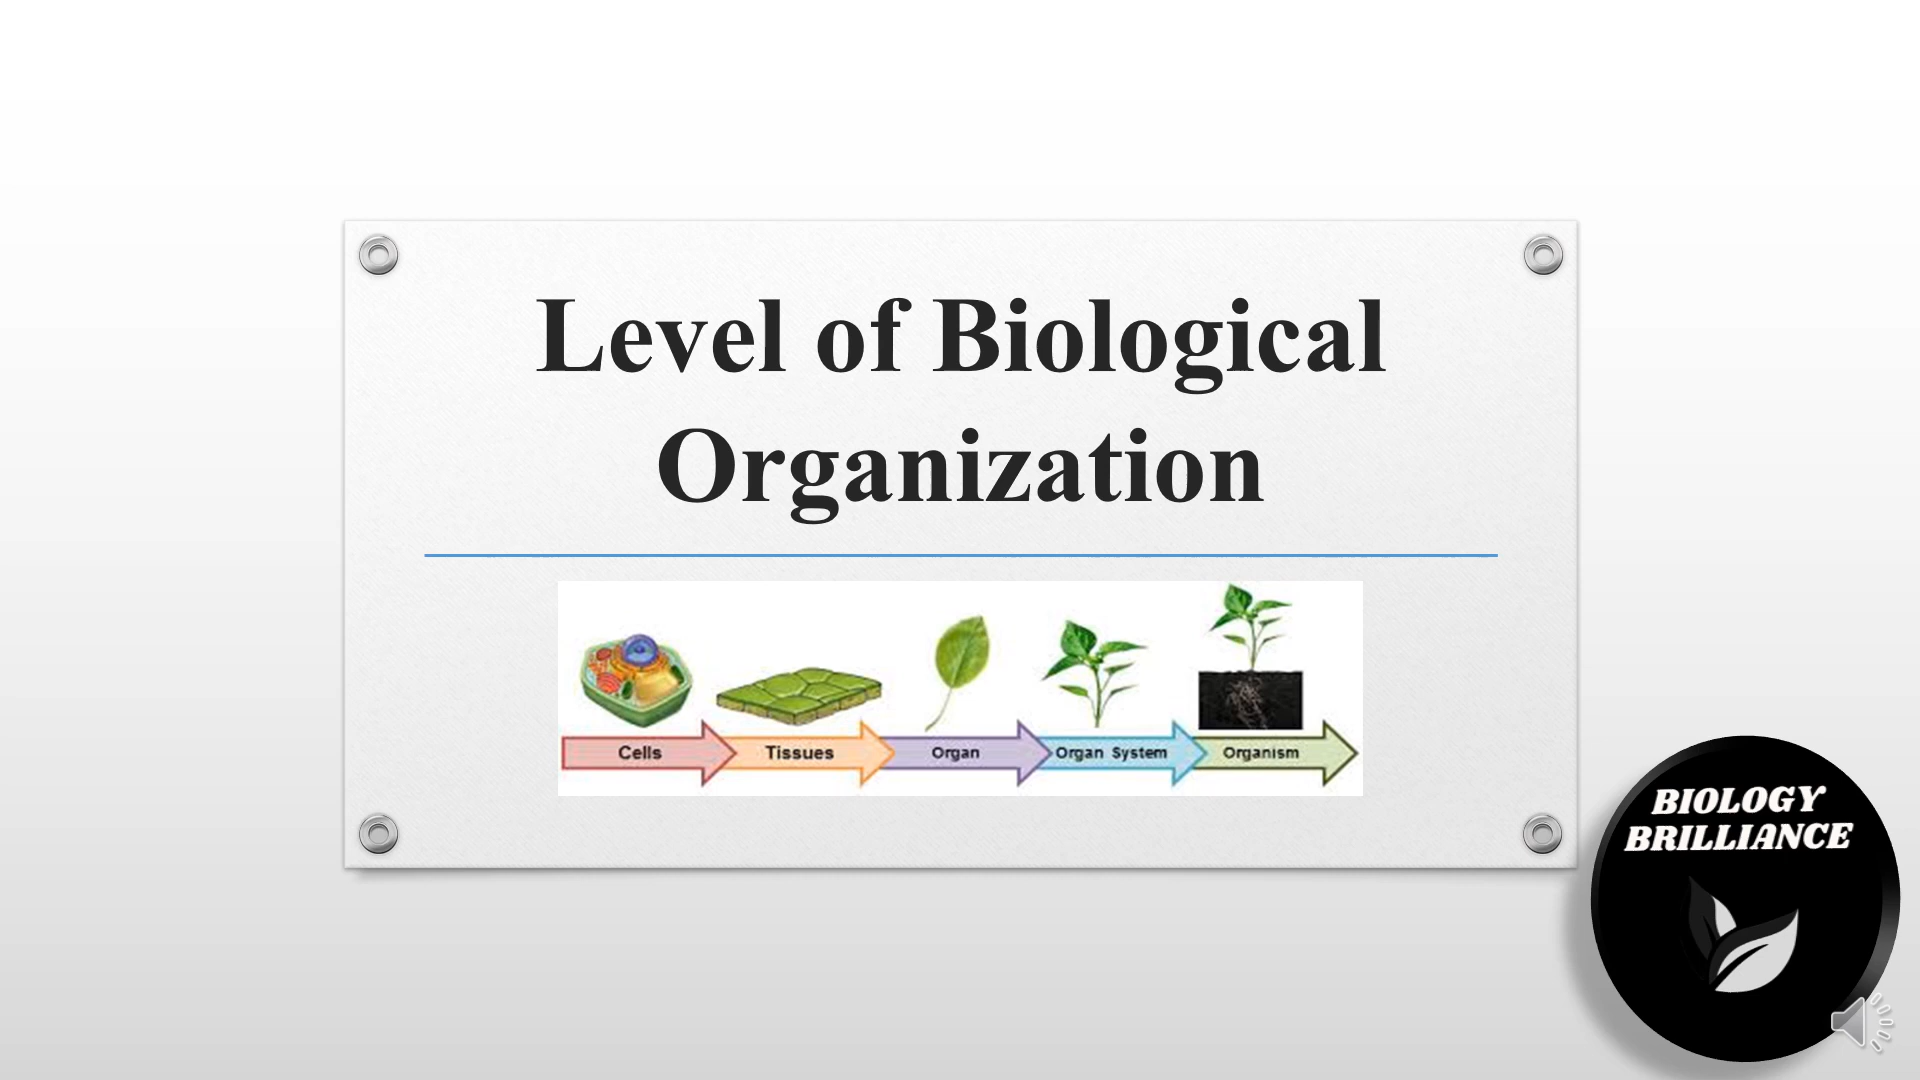 Level of Biological
Organization
Cells
Tissues
Organ
Organ System
Organism
BIOLOGY
BRILLIANCE